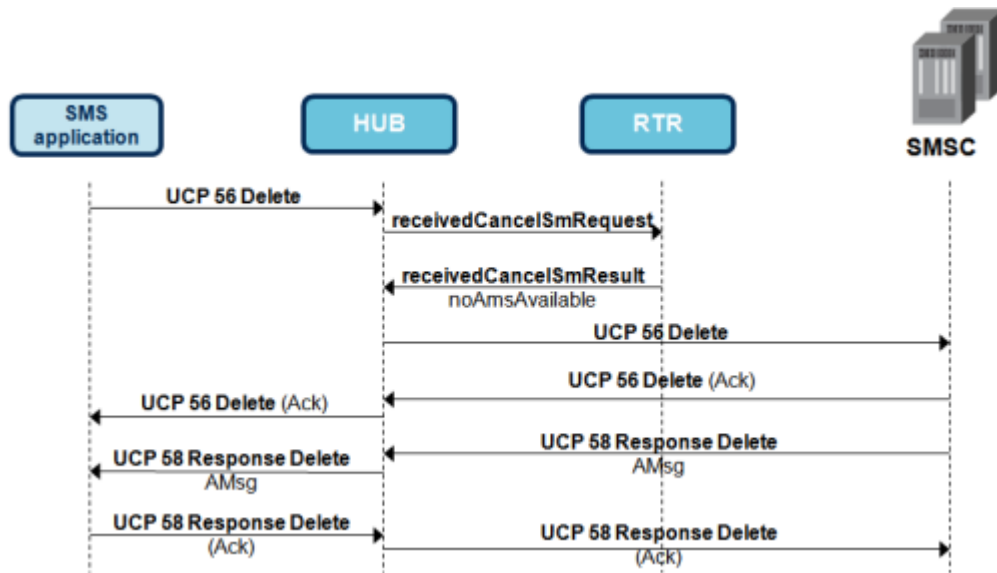 SMS
application
HUB
RTR
SMSC
UCP 56 Delete
receivedCancelSmRequest
receivedCancelSmResult
noAmsAvailable
UCP 56 Delete
UCP 56 Delete (Ack)
UCP 56 Delete (Ack)
UCP 58 Response Delete
AMsg
UCP 58 Response Delete
AMsg
UCP 58 Response Delete
(Ack)
UCP 58 Response Delete
(Ack)